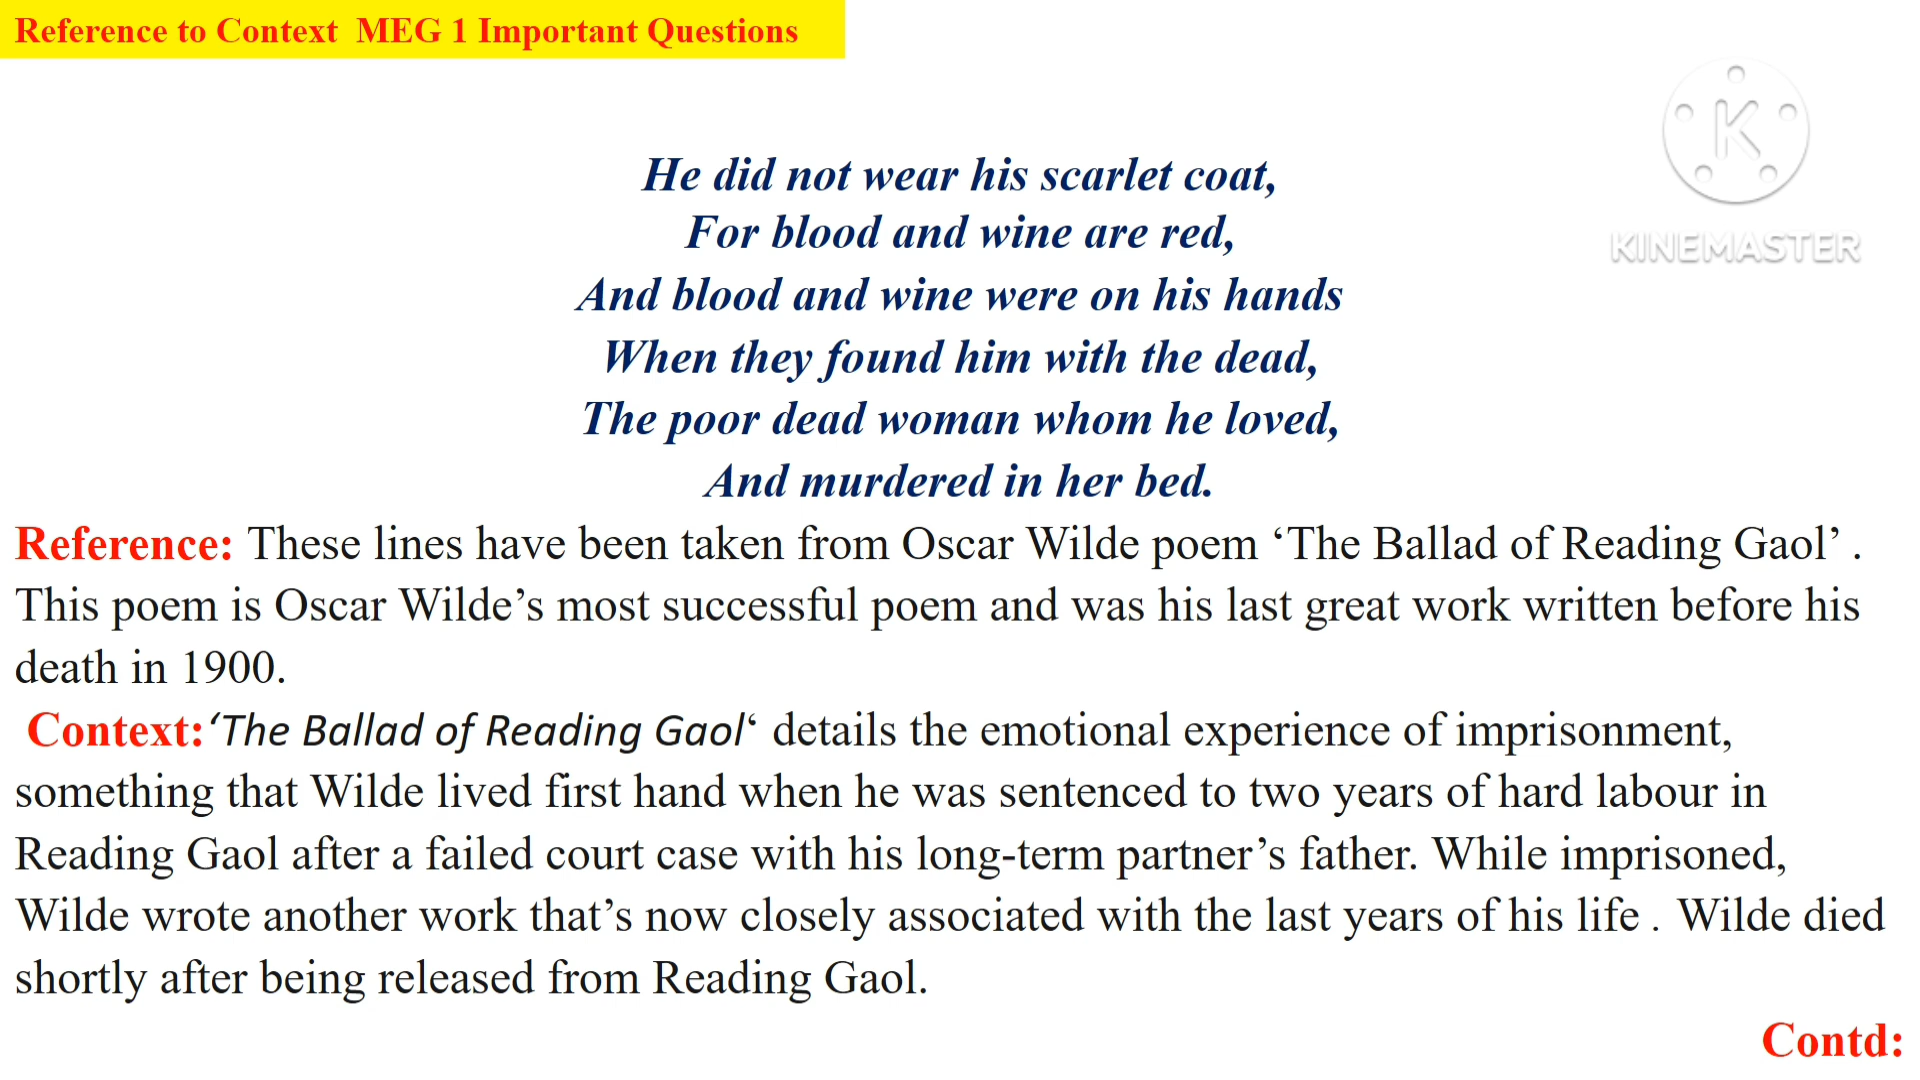 Reference to Context MEG 1 Important Questions
K
KINEMASTER
He did not wear his scarlet coat,
For blood and wine are red,
And blood and wine were on his hands
When they found him with the dead,
The poor dead woman whom he loved,
And murdered in her bed.
Reference: These lines have been taken from Oscar Wilde poem ‘The Ballad of Reading Gaol’ .
This poem is Oscar Wilde’s most successful poem and was his last great work written before his
death in 1900.
Context:‘The Ballad of Reading Gaol‘ details the emotional experience of imprisonment,
something that Wilde lived first hand when he was sentenced to two years of hard labour in
Reading Gaol after a failed court case with his long-term partner’s father. While imprisoned,
Wilde wrote another work that’s now closely associated with the last years of his life . Wilde died
shortly after being released from Reading Gaol.
Contd: